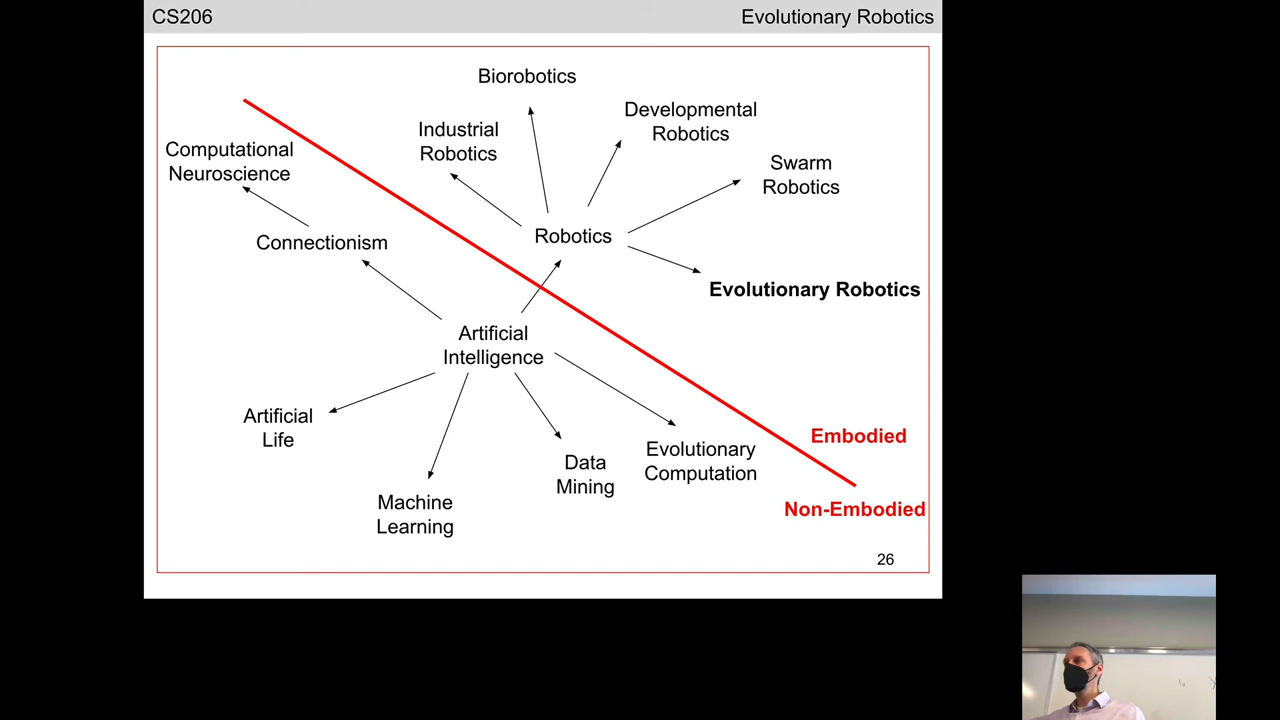 CS206
Evolutionary Robotics
Biorobotics
Developmental
Robotics
Industrial
Robotics
Computational
Neuroscience
Swarm
Robotics
Connectionism
Robotics
Evolutionary Robotics
Artificial
Intelligence
Artificial
Life
Embodied
Evolutionary
Computation
Data
Mining
Machine
Learning
Non-Embodied
26